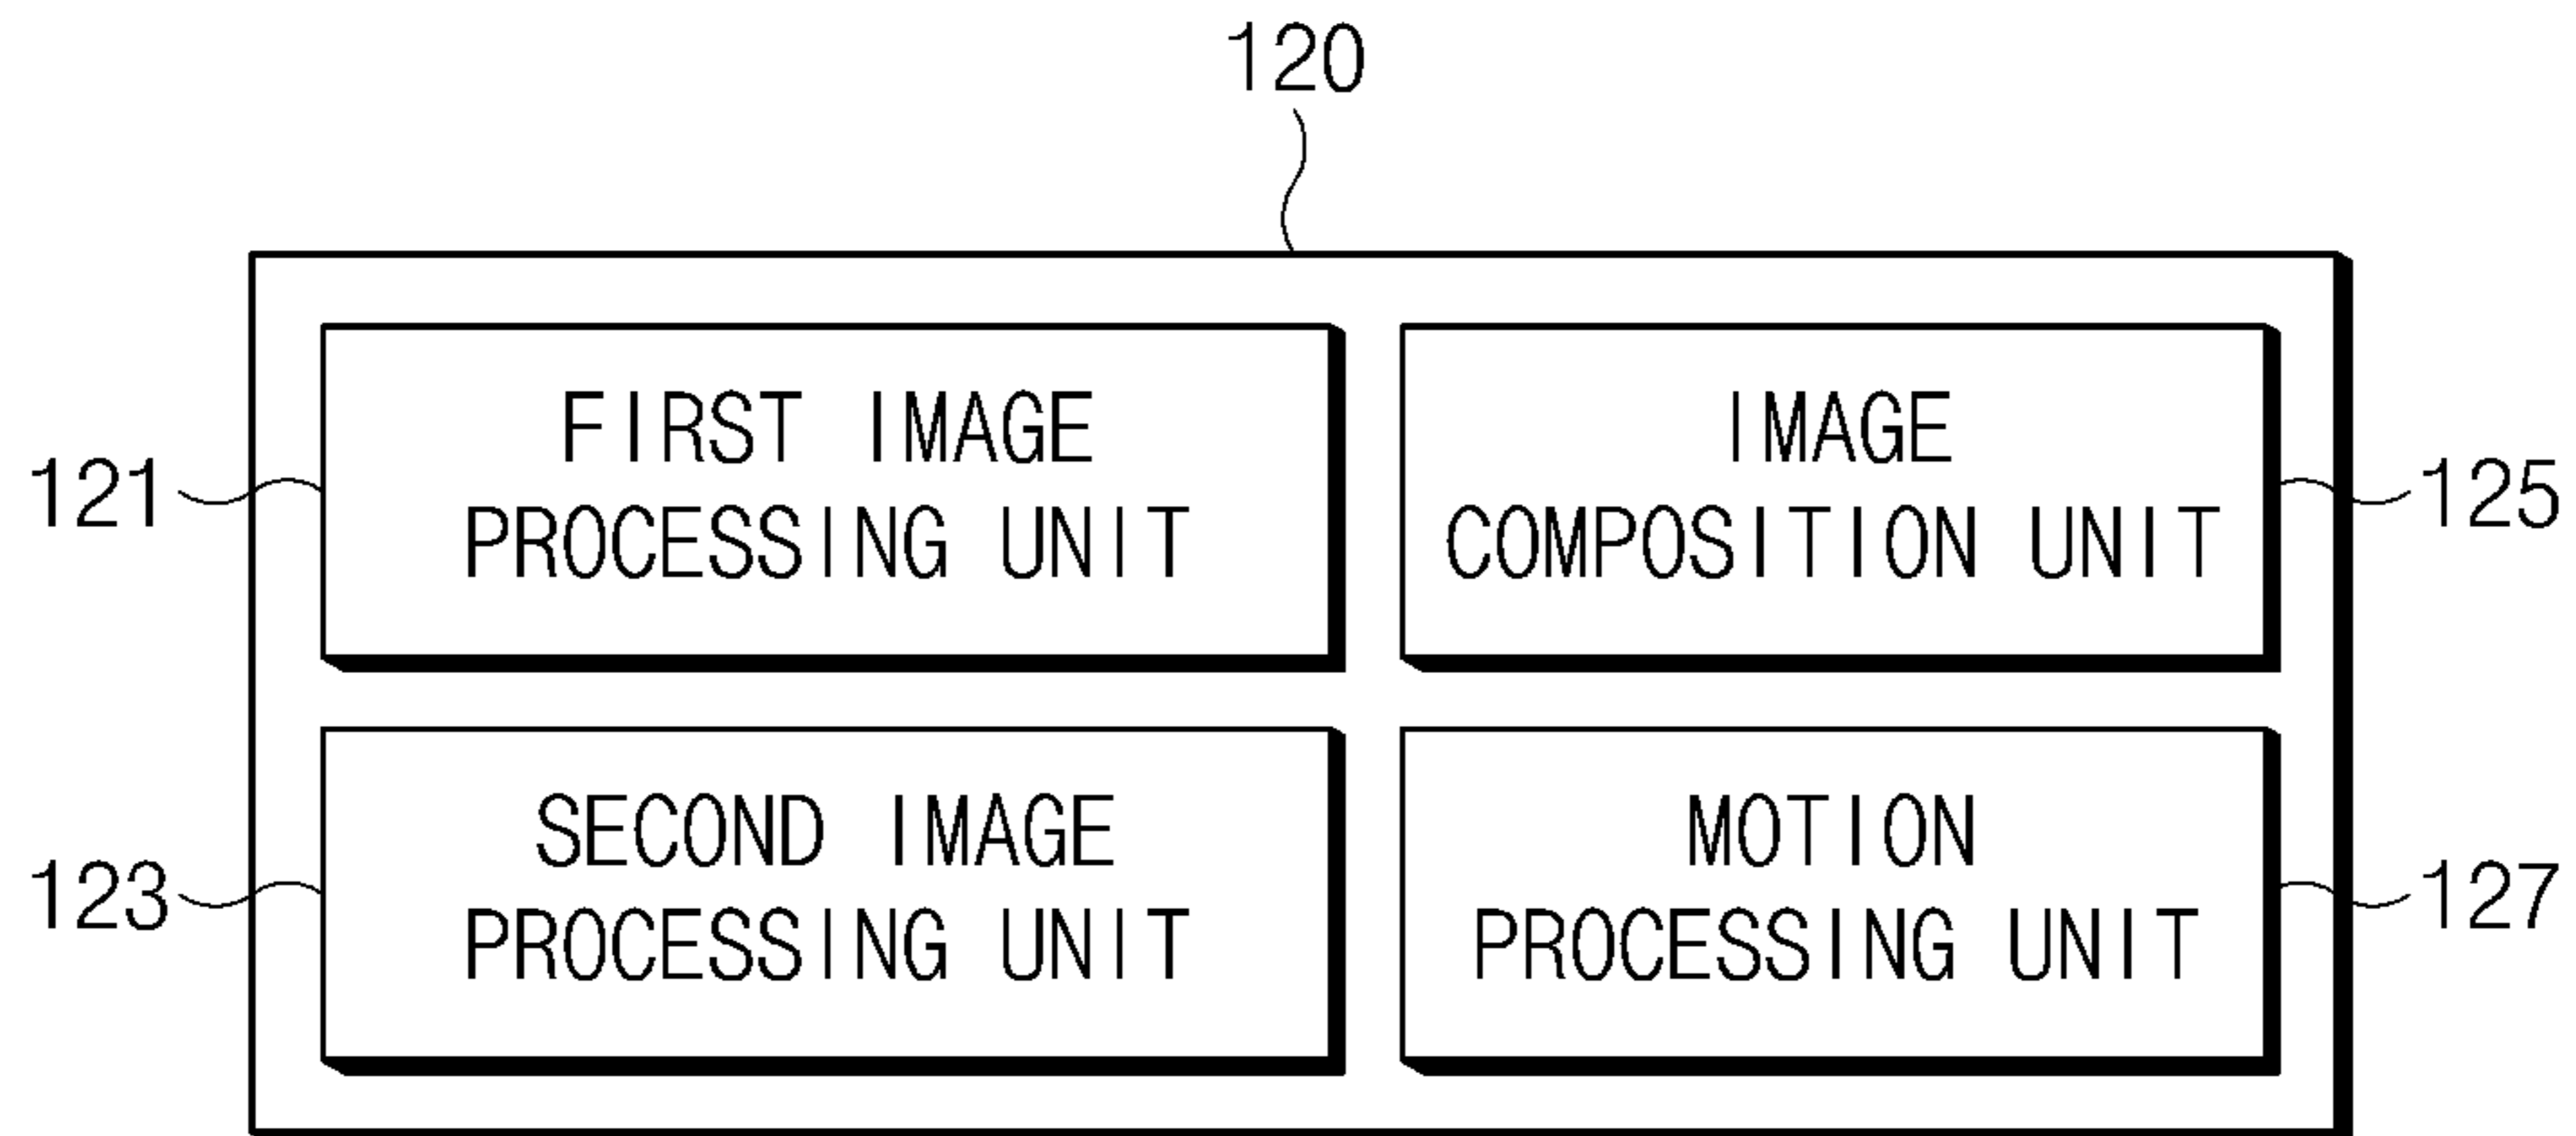 120
FIRST IMAGE
PROCESSING UNIT
121
IMAGE
COMPOSITION UNIT
125
SECOND IMAGE
PROCESSING UNIT
123
MOTION
PROCESSING UNIT
127